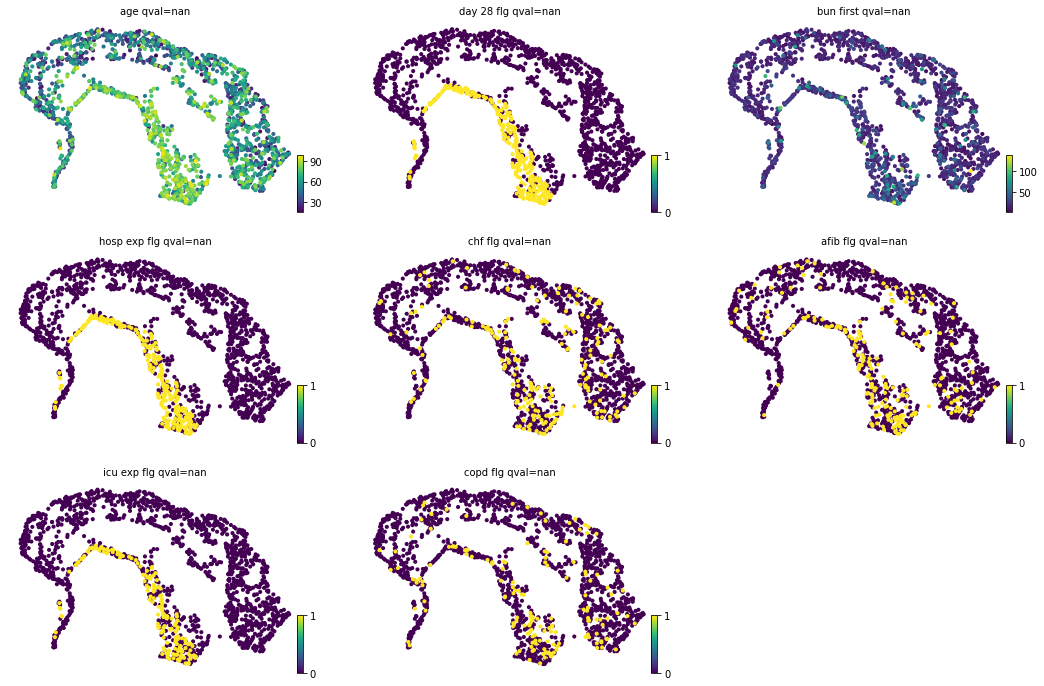 age qval=nan
90
60
30
day 28 flg qval=nan
1
0
bun first qval=nan
100
50
hosp exp flg qval=nan
1
0
chf flg qval=nan
1
0
afib flg qval=nan
1
0
icu exp flg qval=nan
1
0
copd flg qval=nan
1
0